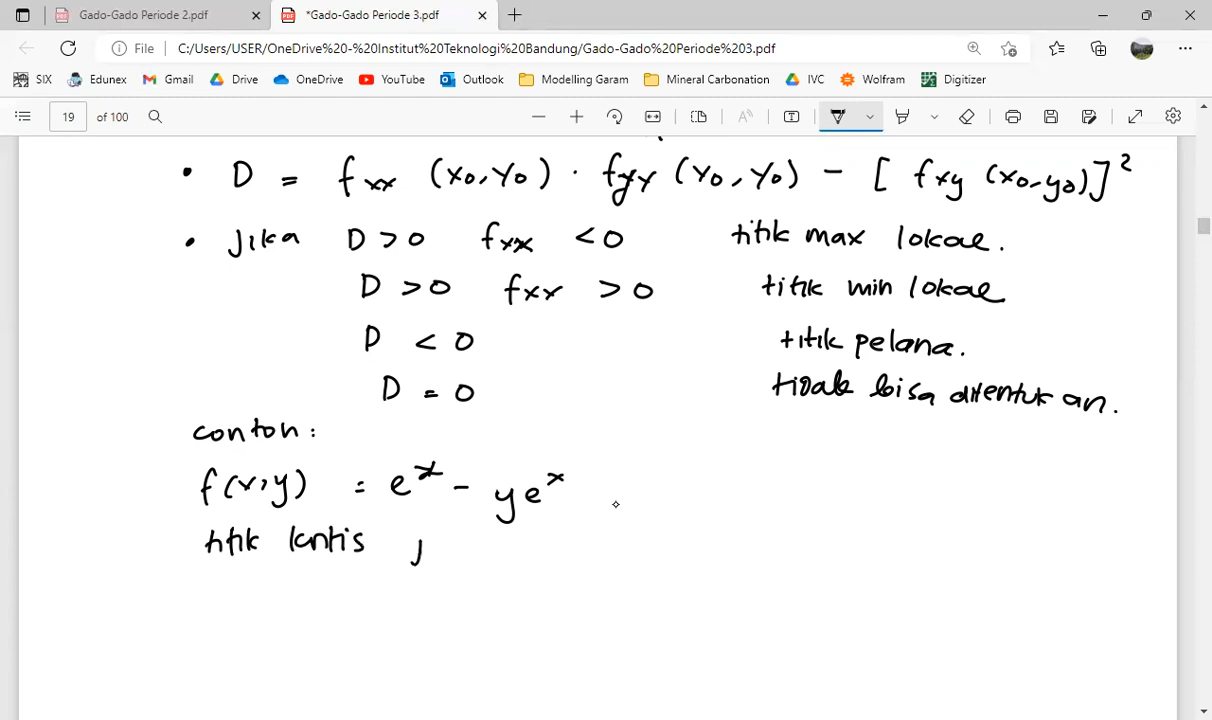 Gado-Gado Periode 2.pdf
*Gado-Gado Periode 3.pdf
File C:/Users/USER/OneDrive%20-%20Institut%20Teknologi%20Bandung/Gado-Gado%20Periode%203.pdf
SIX Edunex Gmail Drive OneDrive YouTube Outlook Modelling Garam Mineral Carbonation IVC Wolfram Digitizer
19 of 100
• D = fxx (x0,y0) · fyy (y0,y0) - [ fxy (x0-y0)]²
• jika D > 0 fxx < 0 titik max lokal.
D > 0 fxx > 0 titik min lokal
D < 0 titik pelana.
D = 0 tidak bisa ditentukan.
contoh:
f(x,y) = e^x - ye^x
titik kritis j